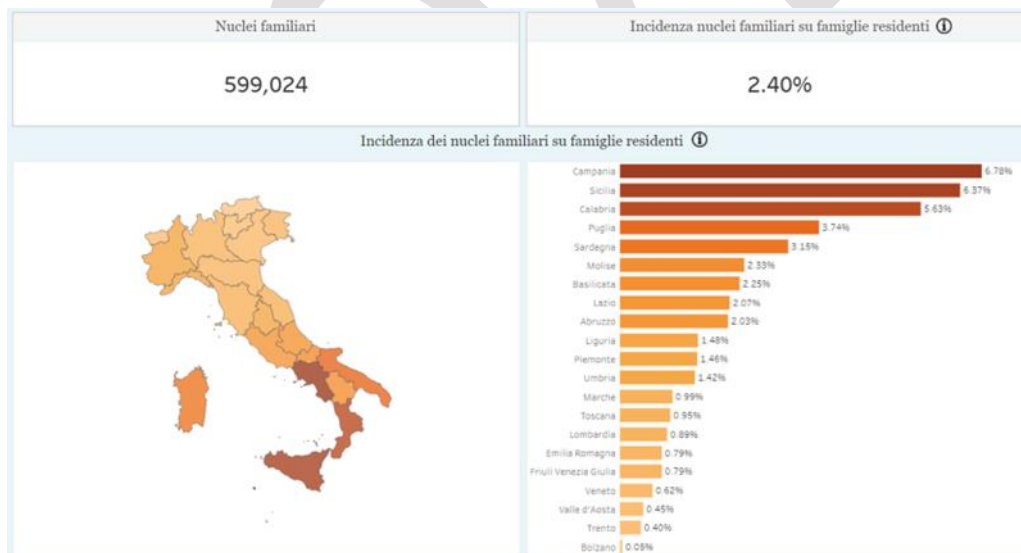 Nuclei familiari
Incidenza nuclei familiari su famiglie residenti
599,024
2.40%
Incidenza dei nuclei familiari su famiglie residenti
Campania 6.78%
Sicilia 6.37%
Calabria 5.63%
Puglia 3.74%
Sardegna 3.15%
Molise 2.33%
Basilicata 2.25%
Lazio 2.07%
Abruzzo 2.03%
Liguria 1.48%
Piemonte 1.46%
Umbria 1.42%
Marche 0.99%
Toscana 0.95%
Lombardia 0.89%
Emilia Romagna 0.79%
Friuli Venezia Giulia 0.79%
Veneto 0.62%
Valle d'Aosta 0.45%
Trento 0.40%
Bolzano 0.05%